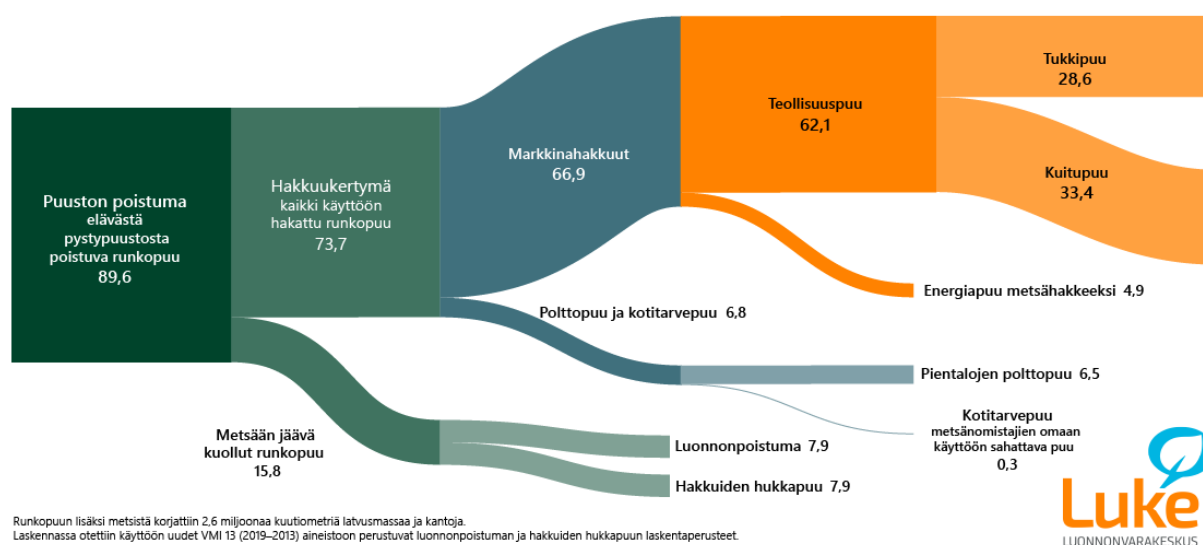 Puuston poistuma
elävästä
pystypuustosta
poistuva runkopuu
89,6
Hakkuukertymä
kaikki käyttöön
hakattu runkopuu
73,7
Metsään jäävä
kuollut runkopuu
15,8
Markkinahakkuut
66,9
Polttopuu ja kotitarvepuu 6,8
Luonnonpoistuma 7,9
Hakkuiden hukkapuu 7,9
Teollisuuspuu
62,1
Energiapuu metsähakkeeksi 4,9
Pientalojen polttopuu 6,5
Kotitarvepuu
metsänomistajien omaan
käyttöön sahattava puu
0,3
Tukkipuu
28,6
Kuitupuu
33,4
Runkopuun lisäksi metsistä korjattiin 2,6 miljoonaa kuutiometriä latvusmassaa ja kantoja.
Laskennassa otettiin käyttöön uudet VMI 13 (2019–2013) aineistoon perustuvat luonnonpoistuman ja hakkuiden hukkapuun laskentaperusteet.
Luke
LUONNONVARAKESKUS